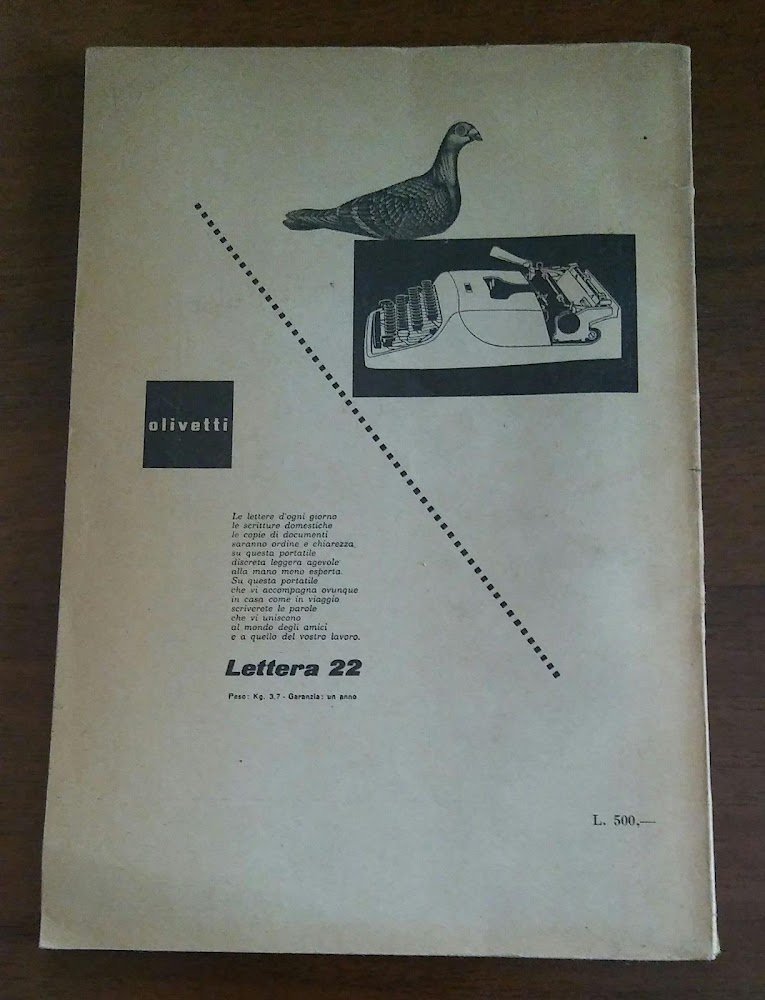 olivetti
Le lettere d'ogni giorno
le scritture domestiche
le copie di documenti
saranno ordine e chiarezza
su questa portatile
discreta leggera agevole
alla mano meno esperta.
Su questa portatile
che vi accompagna ovunque
in casa come in viaggio
scriverete le parole
che vi uniscono
al mondo degli amici
e a quello del vostro lavoro.
Lettera 22
Peso: Kg. 3,7 - Garanzia: un anno
L. 500,—